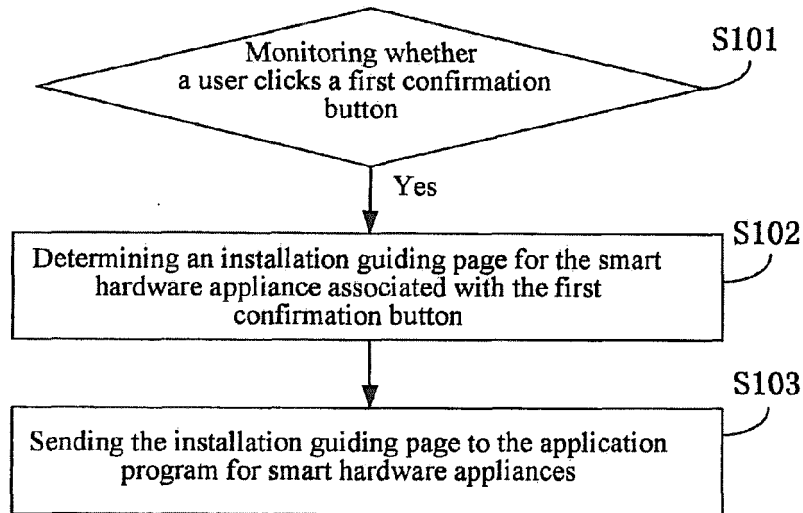 Monitoring whether
a user clicks a first confirmation
button
S101
Yes
S102
Determining an installation guiding page for the smart
hardware appliance associated with the first
confirmation button
S103
Sending the installation guiding page to the application
program for smart hardware appliances